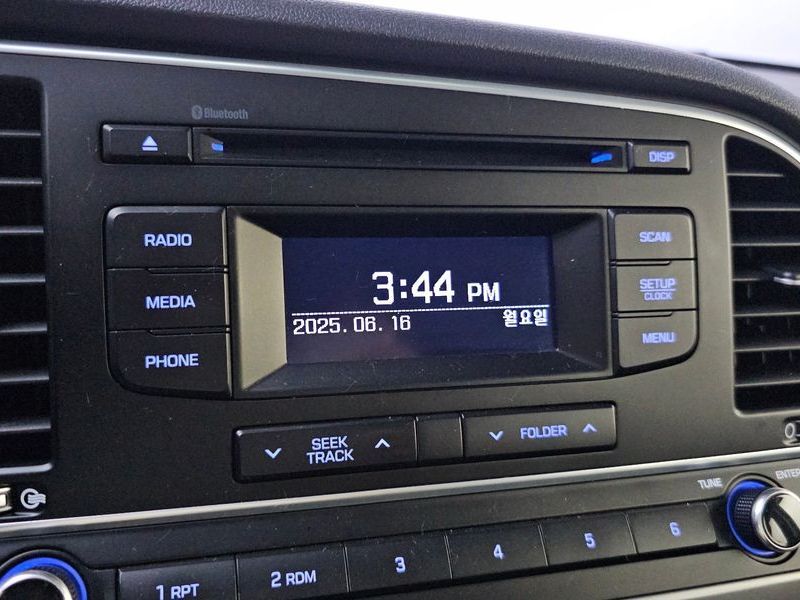 Bluetooth
DISP
RADIO
SCAN
MEDIA
SETUP
CLOCK
PHONE
MENU
3:44 PM
2025.06.16 월요일
SEEK
TRACK
FOLDER
TUNE
ENTER
1 RPT
2 RDM
3
4
5
6